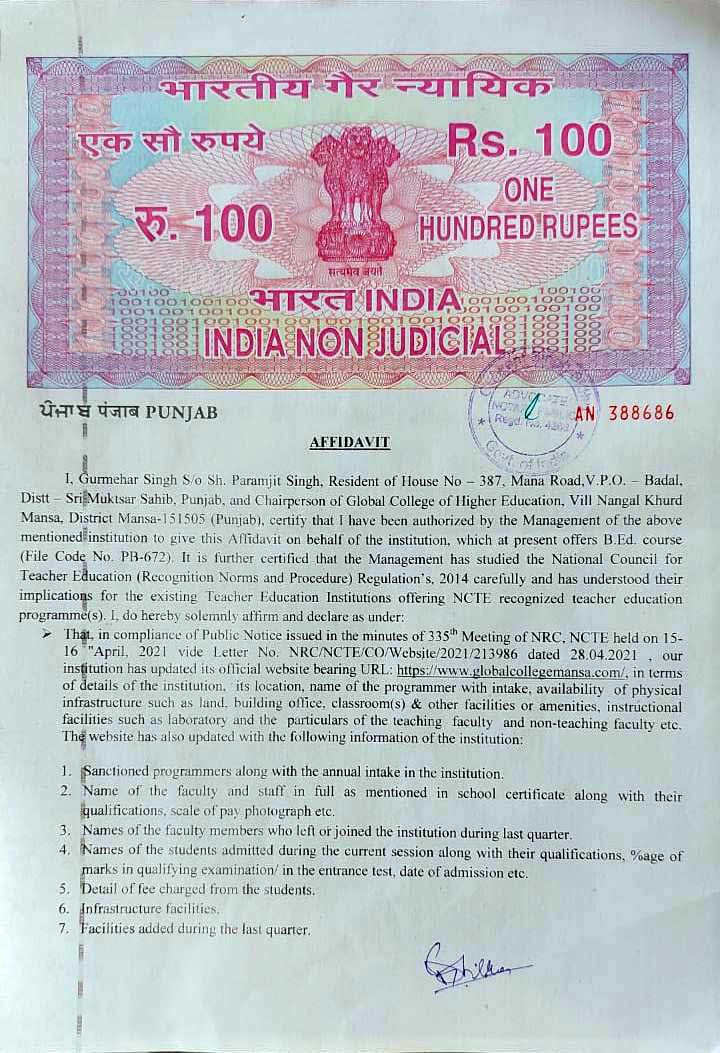 भारतीय गैर न्यायिक
एक सौ रुपये
Rs. 100
रु. 100
ONE
HUNDRED RUPEES
सत्यमेव जयते
भारत INDIA
INDIA NON JUDICIAL
ਪੰਜਾਬ पंजाब PUNJAB
AN 388686
ADVOCATE
NOTARY PUBLIC
Regd. No. 4393
Govt. of India
AFFIDAVIT
I, Gurmehar Singh S/o Sh. Paramjit Singh, Resident of House No – 387, Mana Road,V.P.O. – Badal,
Distt – Sri Muktsar Sahib, Punjab, and Chairperson of Global College of Higher Education, Vill Nangal Khurd
Mansa, District Mansa-151505 (Punjab), certify that I have been authorized by the Management of the above
mentioned institution to give this Affidavit on behalf of the institution, which at present offers B.Ed. course
(File Code No. PB-672). It is further certified that the Management has studied the National Council for
Teacher Education (Recognition Norms and Procedure) Regulation's, 2014 carefully and has understood their
implications for the existing Teacher Education Institutions offering NCTE recognized teacher education
programme(s). I, do hereby solemnly affirm and declare as under:
➤ That, in compliance of Public Notice issued in the minutes of 335th Meeting of NRC, NCTE held on 15-
16 "April, 2021 vide Letter No. NRC/NCTE/CO/Website/2021/213986 dated 28.04.2021 , our
institution has updated its official website bearing URL: https://www.globalcollegemansa.com/, in terms
of details of the institution, its location, name of the programmer with intake, availability of physical
infrastructure such as land, building office, classroom(s) & other facilities or amenities, instructional
facilities such as laboratory and the particulars of the teaching faculty and non-teaching faculty etc.
The website has also updated with the following information of the institution:
1. Sanctioned programmers along with the annual intake in the institution.
2. Name of the faculty and staff in full as mentioned in school certificate along with their
qualifications, scale of pay photograph etc.
3. Names of the faculty members who left or joined the institution during last quarter.
4. Names of the students admitted during the current session along with their qualifications, %age of
marks in qualifying examination/ in the entrance test, date of admission etc.
5. Detail of fee charged from the students.
6. Infrastructure facilities.
7. Facilities added during the last quarter.